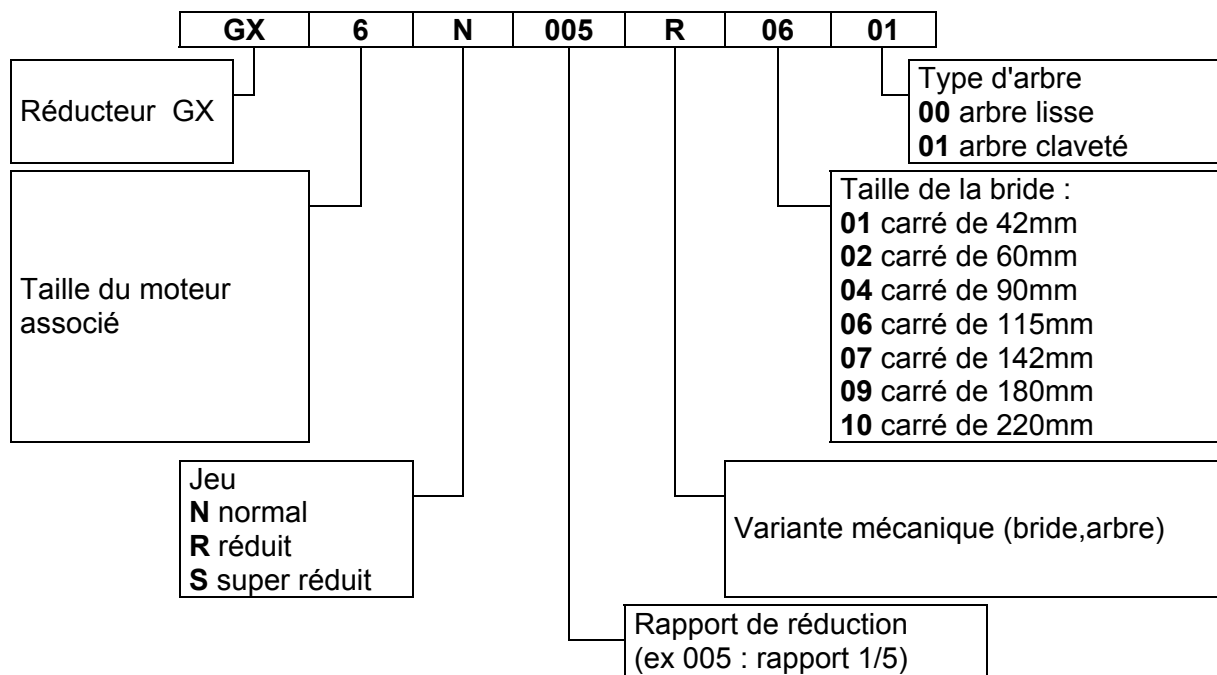 GX 6 N 005 R 06 01
Réducteur GX
Type d'arbre
00 arbre lisse
01 arbre claveté
Taille du moteur
associé
Taille de la bride :
01 carré de 42mm
02 carré de 60mm
04 carré de 90mm
06 carré de 115mm
07 carré de 142mm
09 carré de 180mm
10 carré de 220mm
Jeu
N normal
R réduit
S super réduit
Variante mécanique (bride,arbre)
Rapport de réduction
(ex 005 : rapport 1/5)